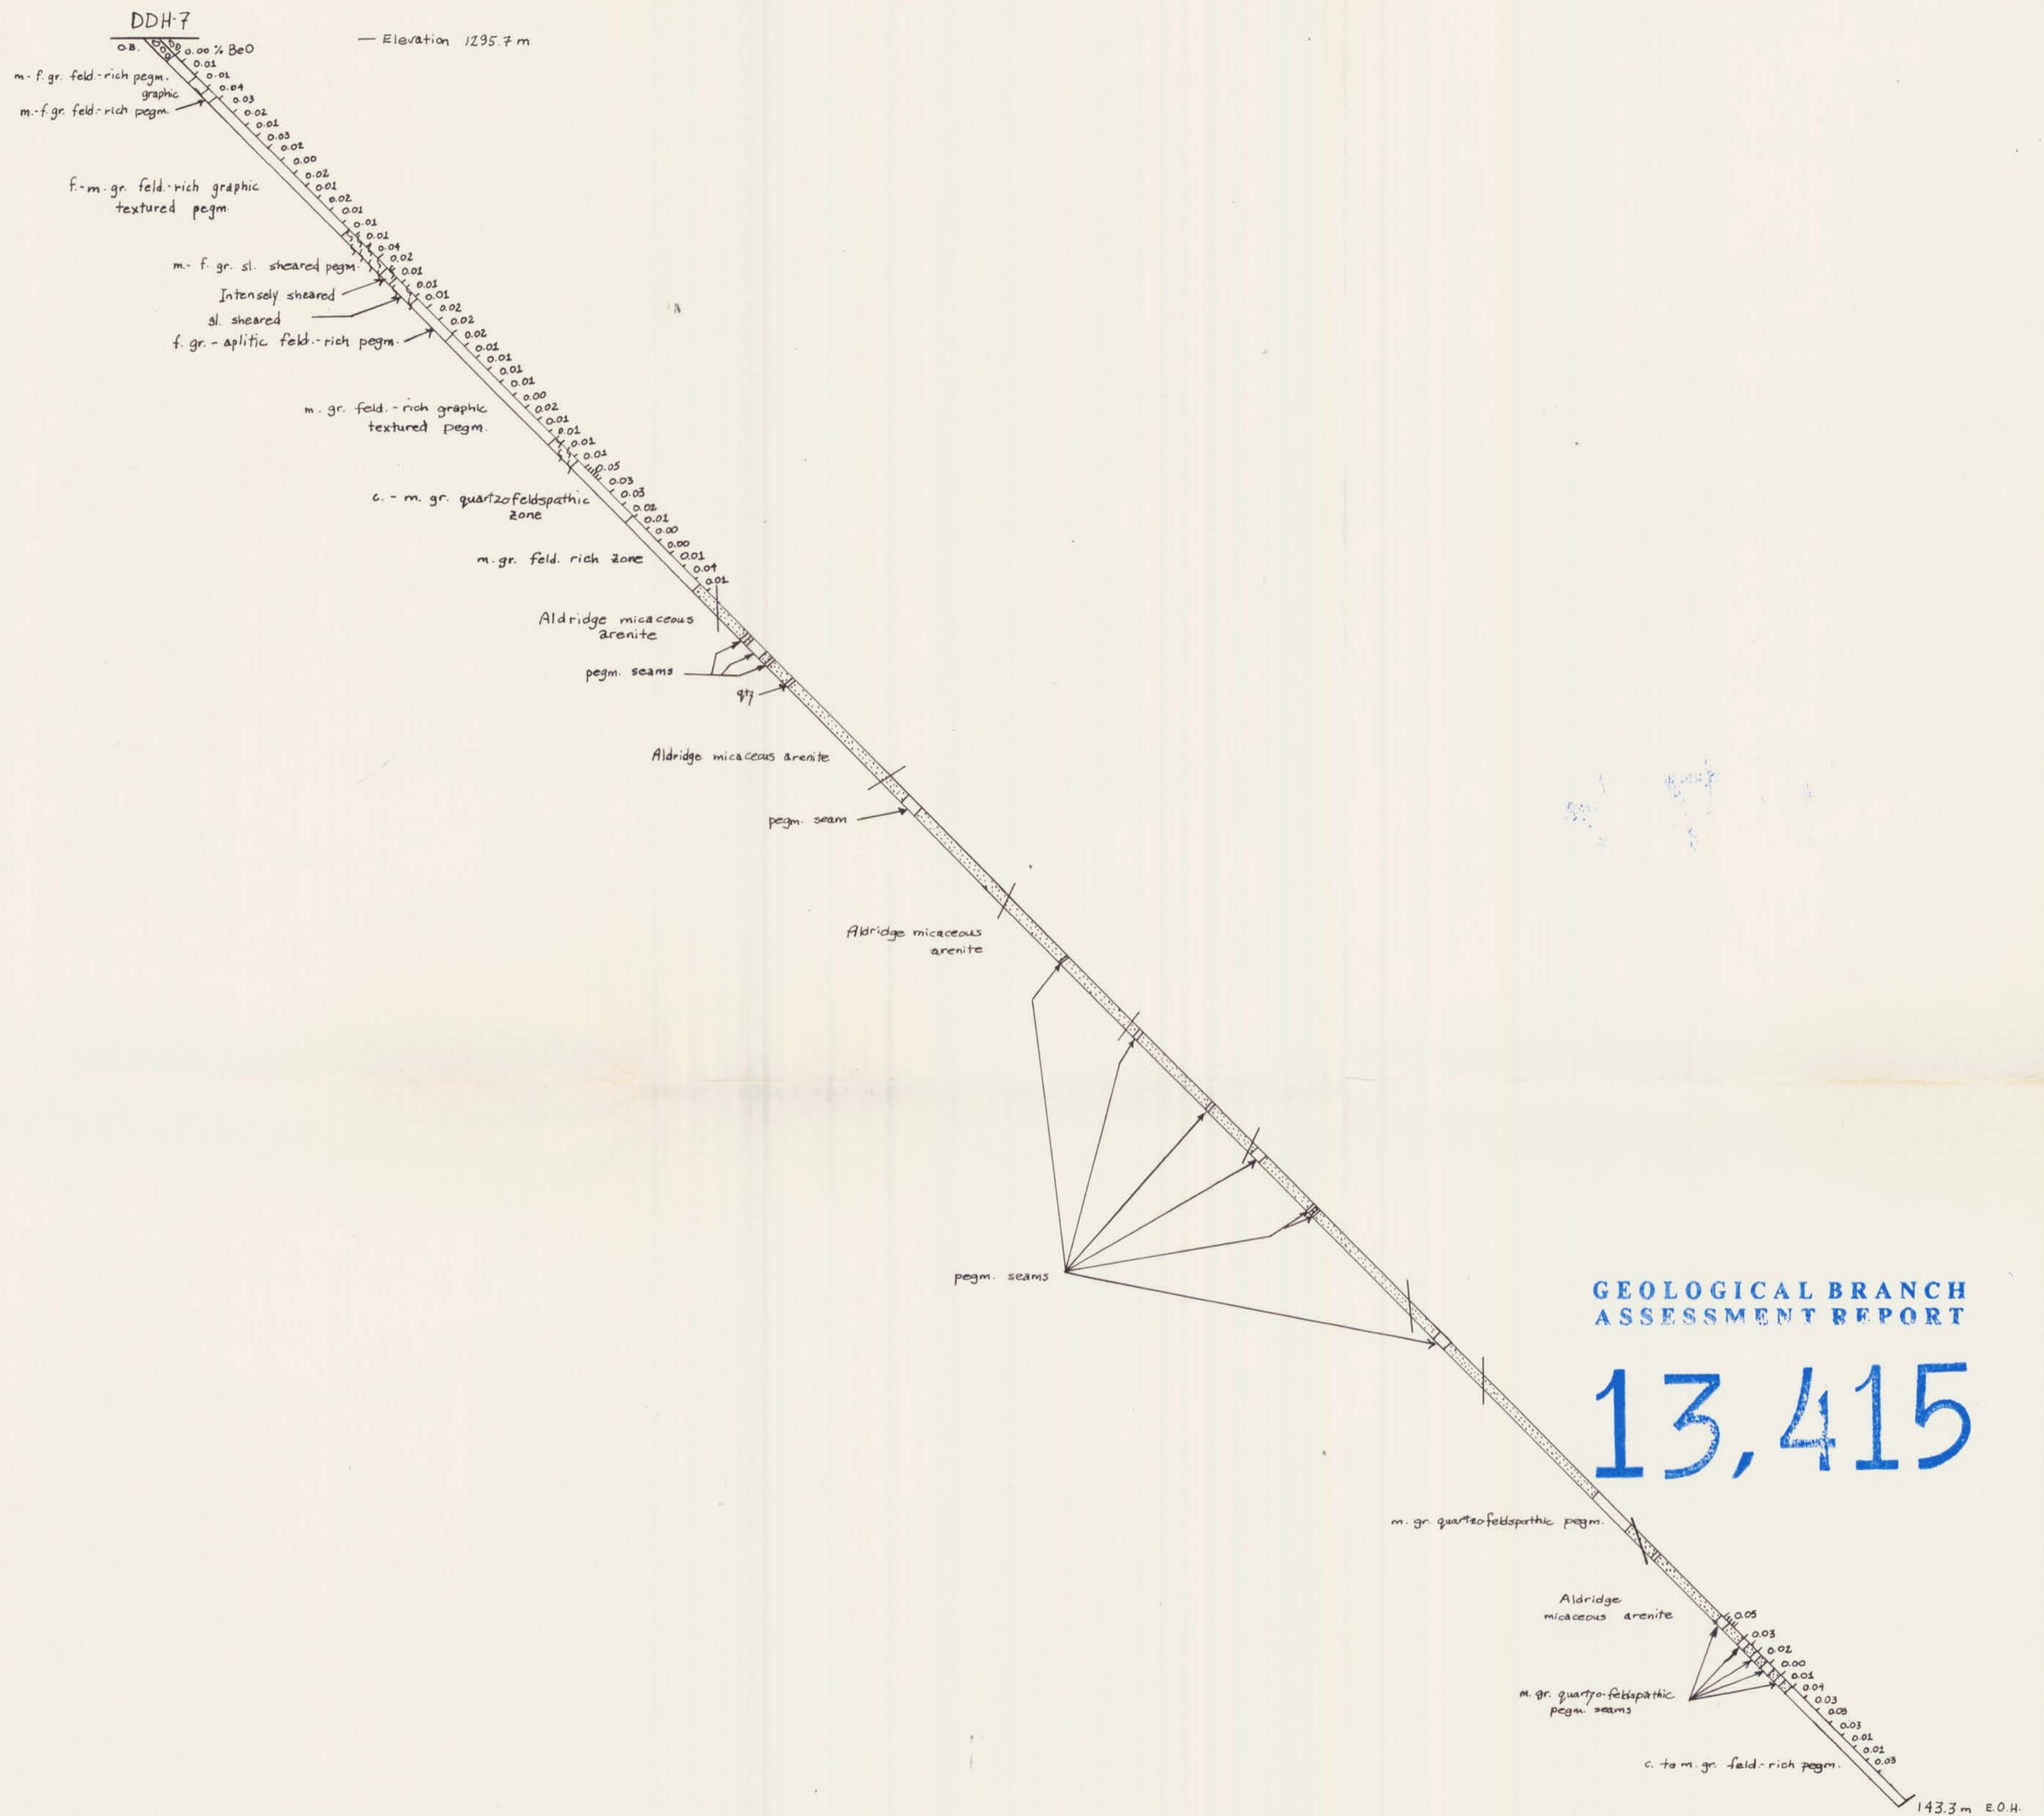 DDH-7
O.B.
— Elevation 1295.7 m
0.00 % BeO
0.01
0.01
0.04
0.03
0.02
0.01
0.03
0.02
0.00
0.02
0.01
0.02
0.01
0.01
0.01
0.04
0.02
0.01
0.01
0.01
0.02
0.02
0.02
0.01
0.01
0.01
0.01
0.00
0.02
0.01
0.01
0.01
0.01
0.05
0.03
0.03
0.02
0.01
0.00
0.00
0.01
0.04
0.01
m-f.gr. feld.-rich pegm.
graphic
m.-f.gr. feld.-rich pegm.
f.-m.gr. feld.-rich graphic
textured pegm.
m-f. gr. sl. sheared pegm.
Intensely sheared
sl. sheared
f. gr.-aplitic feld.-rich pegm.
m. gr. feld.-rich graphic
textured pegm.
c.-m. gr. quartzofeldspathic
zone
m.gr. feld. rich zone
Aldridge micaceous
arenite
pegm. seams
qtz
Aldridge micaceous arenite
pegm. seam
Aldridge micaceous
arenite
pegm. seams
GEOLOGICAL BRANCH
ASSESSMENT REPORT
13,415
m. gr. quartzofeldspathic pegm.
Aldridge
micaceous arenite
0.05
0.03
0.02
0.00
0.01
0.04
0.03
0.03
0.03
0.01
0.01
0.03
m. gr. quartzo-feldspathic
pegm. seams
c. to m. gr. feld.-rich pegm.
143.3 m E.O.H.